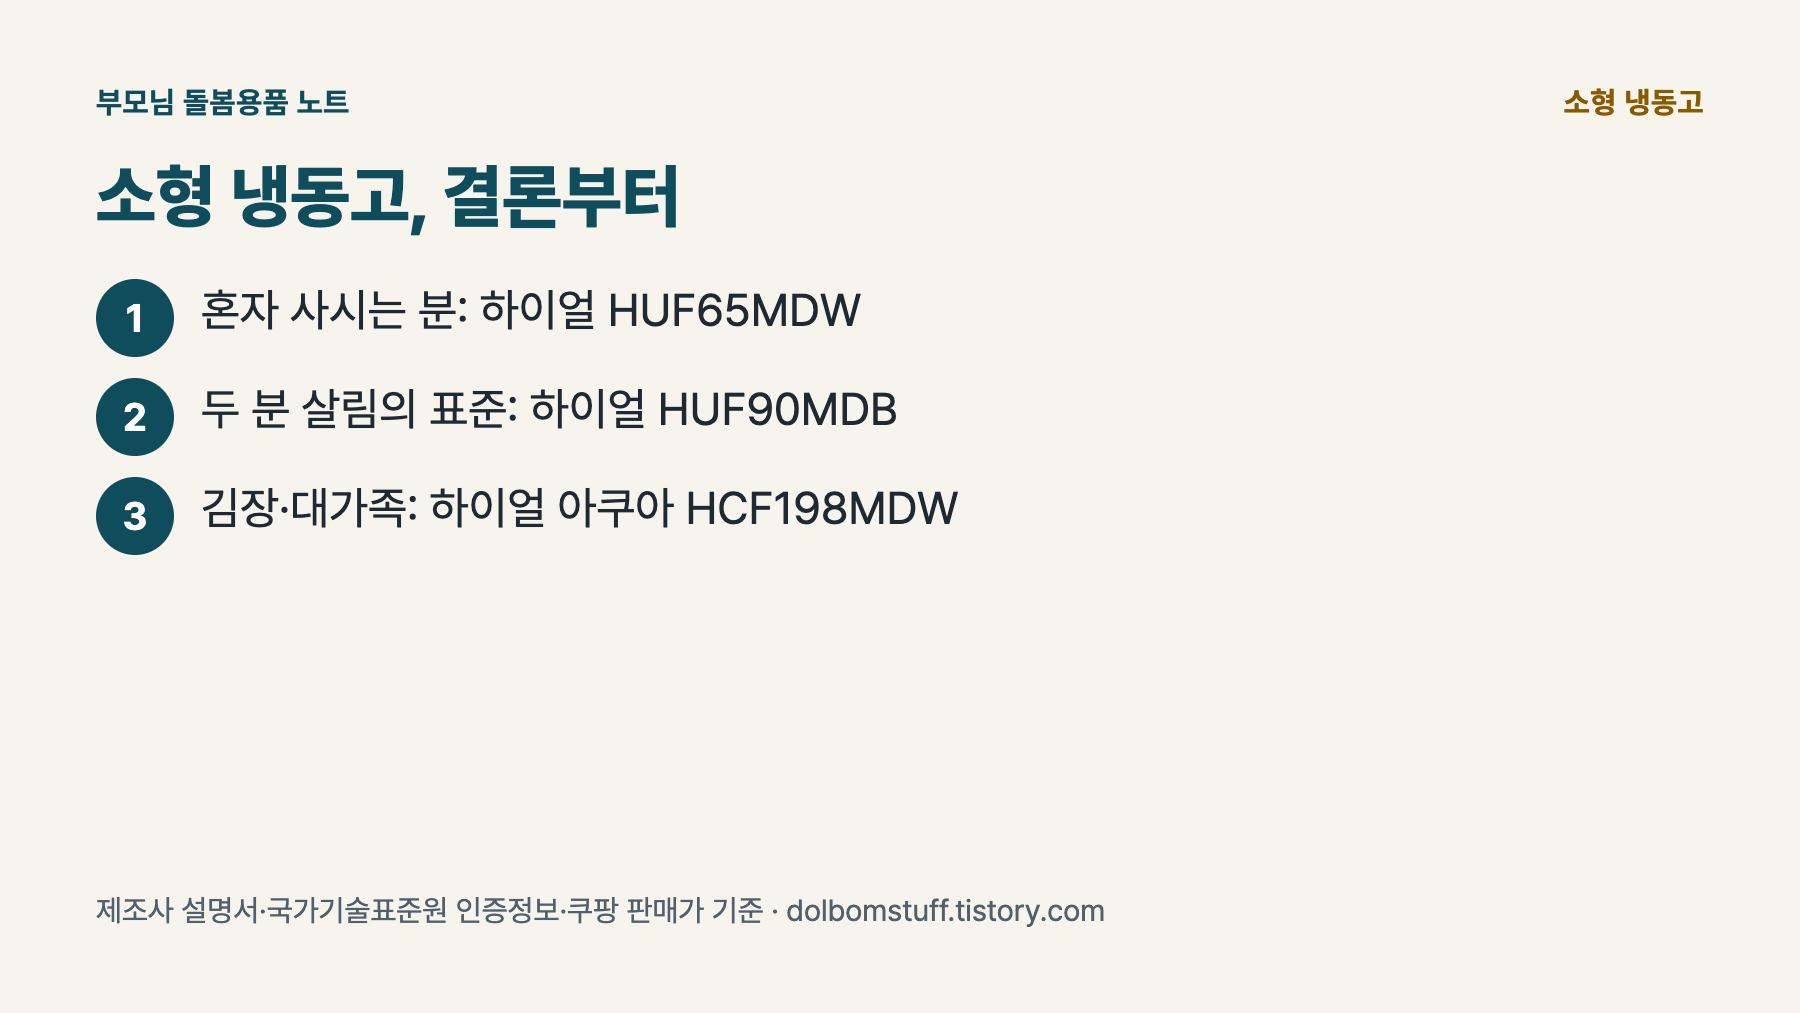 부모님 돌봄용품 노트
소형 냉동고
소형 냉동고, 결론부터
1 혼자 사시는 분: 하이얼 HUF65MDW
2 두 분 살림의 표준: 하이얼 HUF90MDB
3 김장·대가족: 하이얼 아쿠아 HCF198MDW
제조사 설명서·국가기술표준원 인증정보·쿠팡 판매가 기준 · dolbomstuff.tistory.com